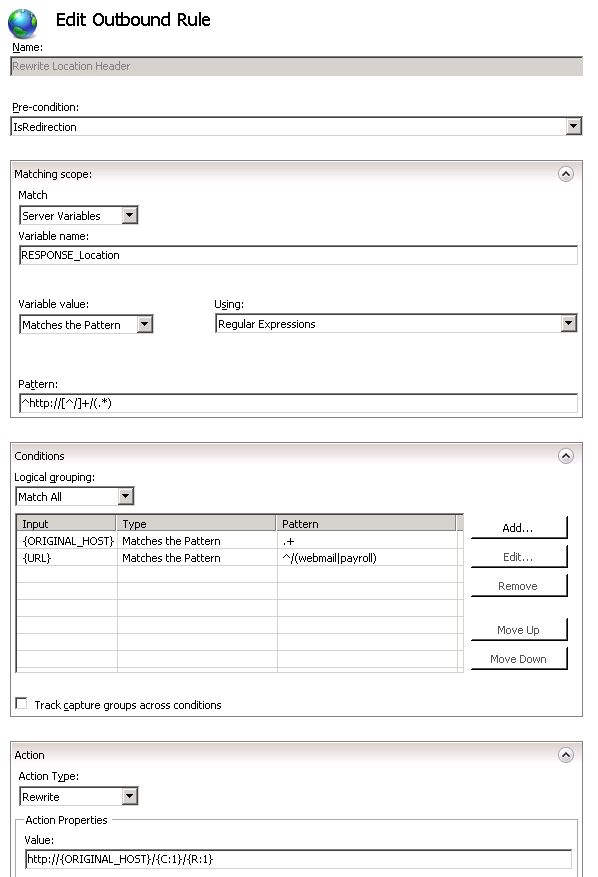 Edit Outbound Rule
Name:
Rewrite Location Header
Pre-condition:
IsRedirection
Matching scope:
Match
Server Variables
Variable name:
RESPONSE_Location
Variable value: Using:
Matches the Pattern Regular Expressions
Pattern:
^http://[^/]+/(.*)
Conditions
Logical grouping:
Match All
Input Type Pattern
{ORIGINAL_HOST} Matches the Pattern .+
{URL} Matches the Pattern ^/(webmail|payroll)
Add...
Edit...
Remove
Move Up
Move Down
Track capture groups across conditions
Action
Action Type:
Rewrite
Action Properties
Value:
http://{ORIGINAL_HOST}/{C:1}/{R:1}